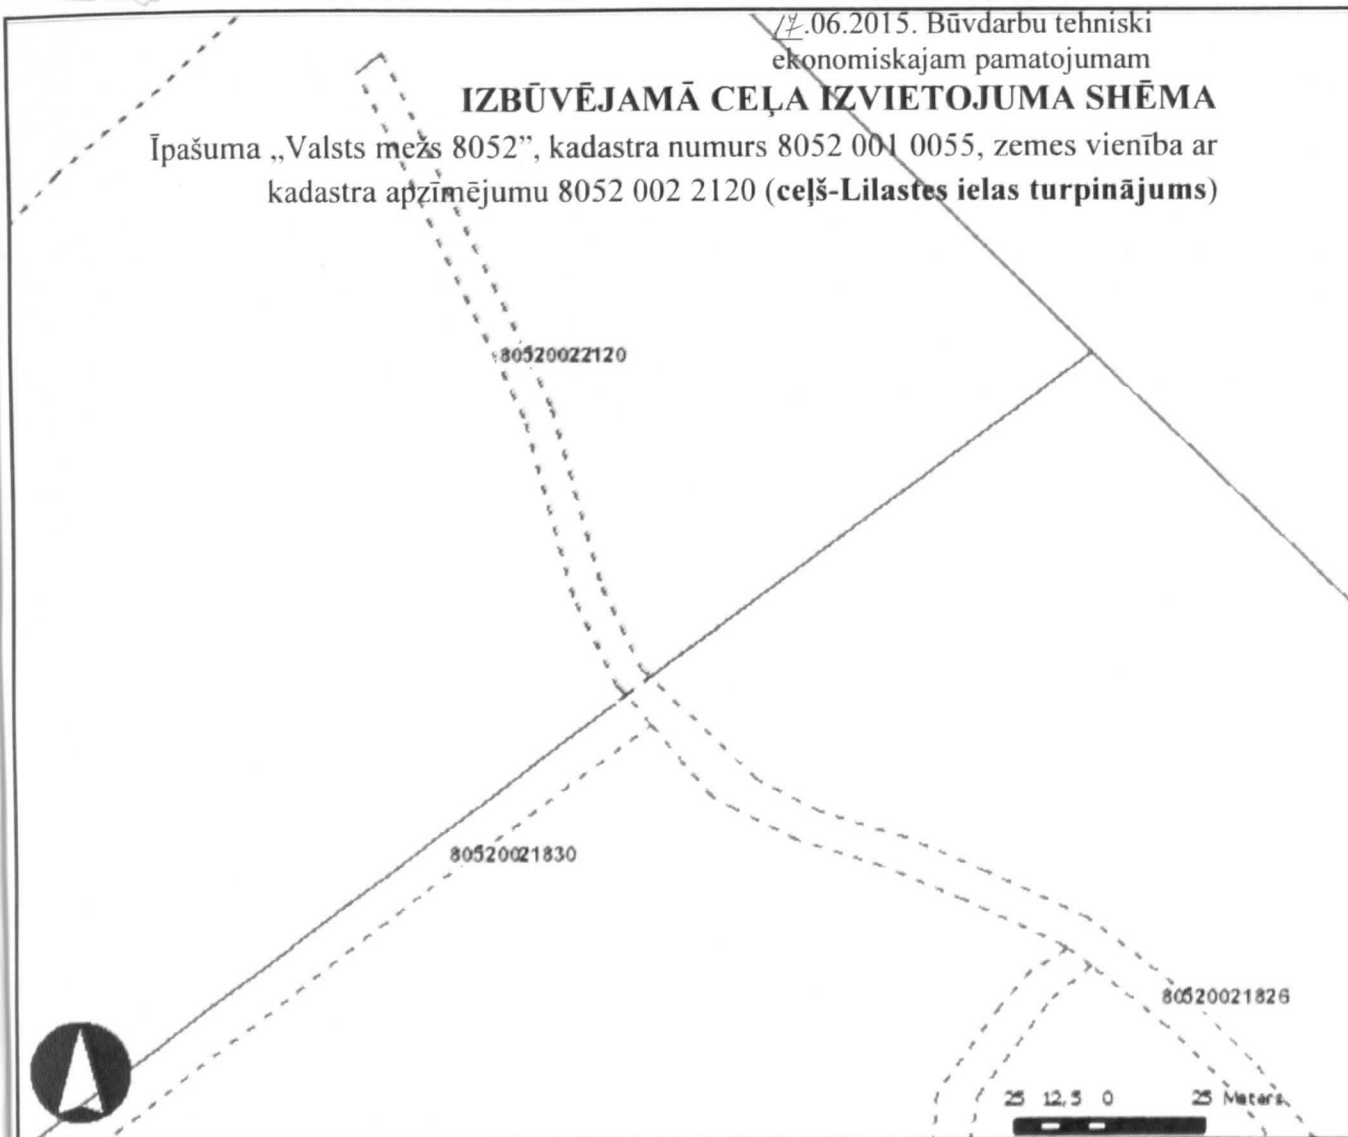 17.06.2015. Būvdarbu tehniski
ekonomiskajam pamatojumam
IZBŪVĒJAMĀ CEĻA IZVIETOJUMA SHĒMA
Īpašuma „Valsts mežs 8052”, kadastra numurs 8052 001 0055, zemes vienība ar
kadastra apzīmējumu 8052 002 2120 (ceļš-Lilastes ielas turpinājums)
80520022120
80520021830
80520021826
25 12,5 0 25 Meters